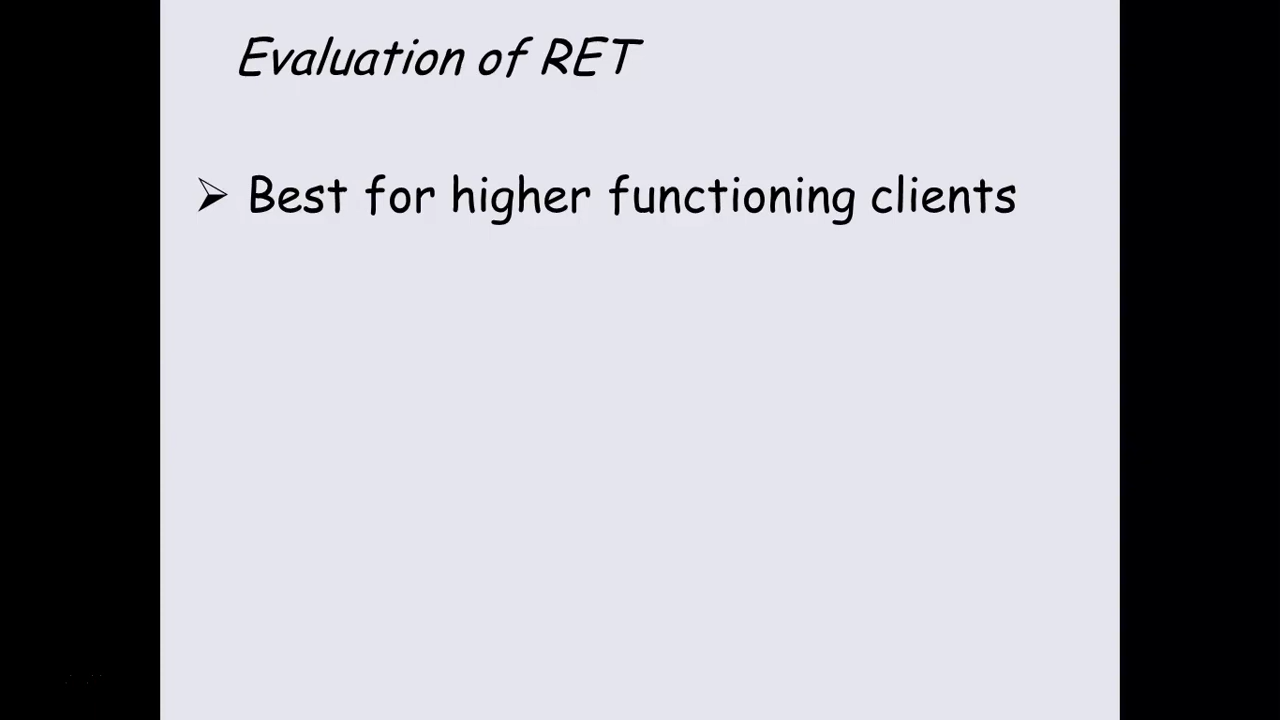 Evaluation of RET
➢ Best for higher functioning clients